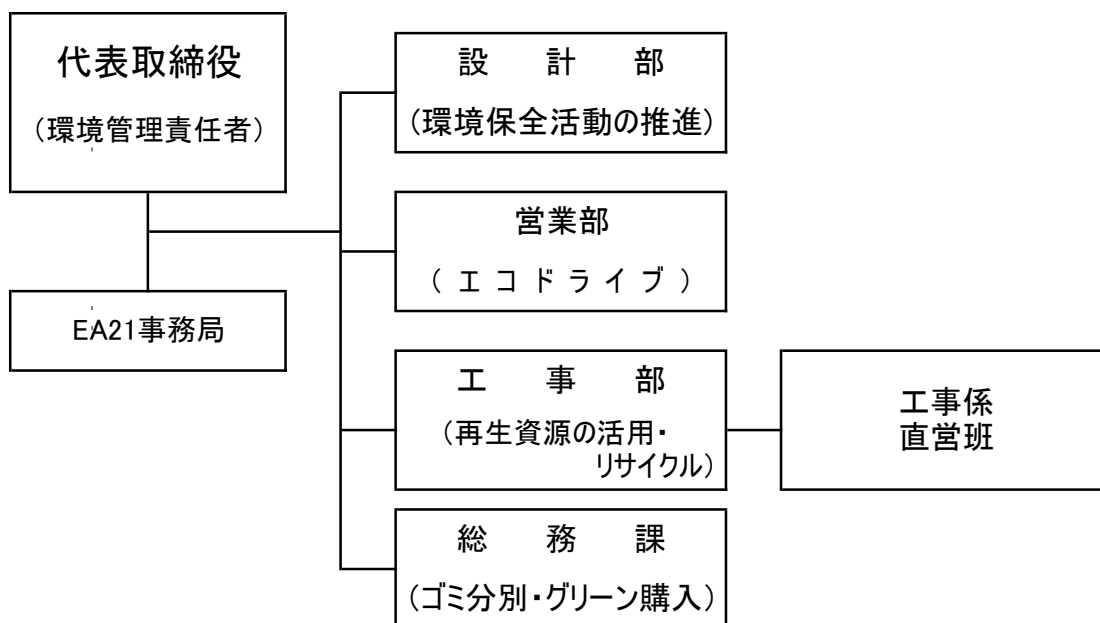 代表取締役
（環境管理責任者）
EA21事務局
設　計　部
（環境保全活動の推進）
営業部
（エコドライブ）
工　事　部
（再生資源の活用・
リサイクル）
工事係
直営班
総　務　課
（ゴミ分別・グリーン購入）